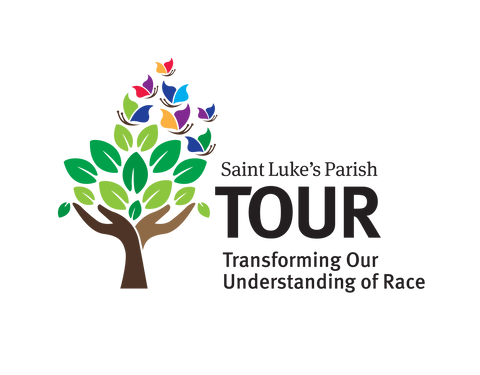 Saint Luke's Parish
TOUR
Transforming Our
Understanding of Race